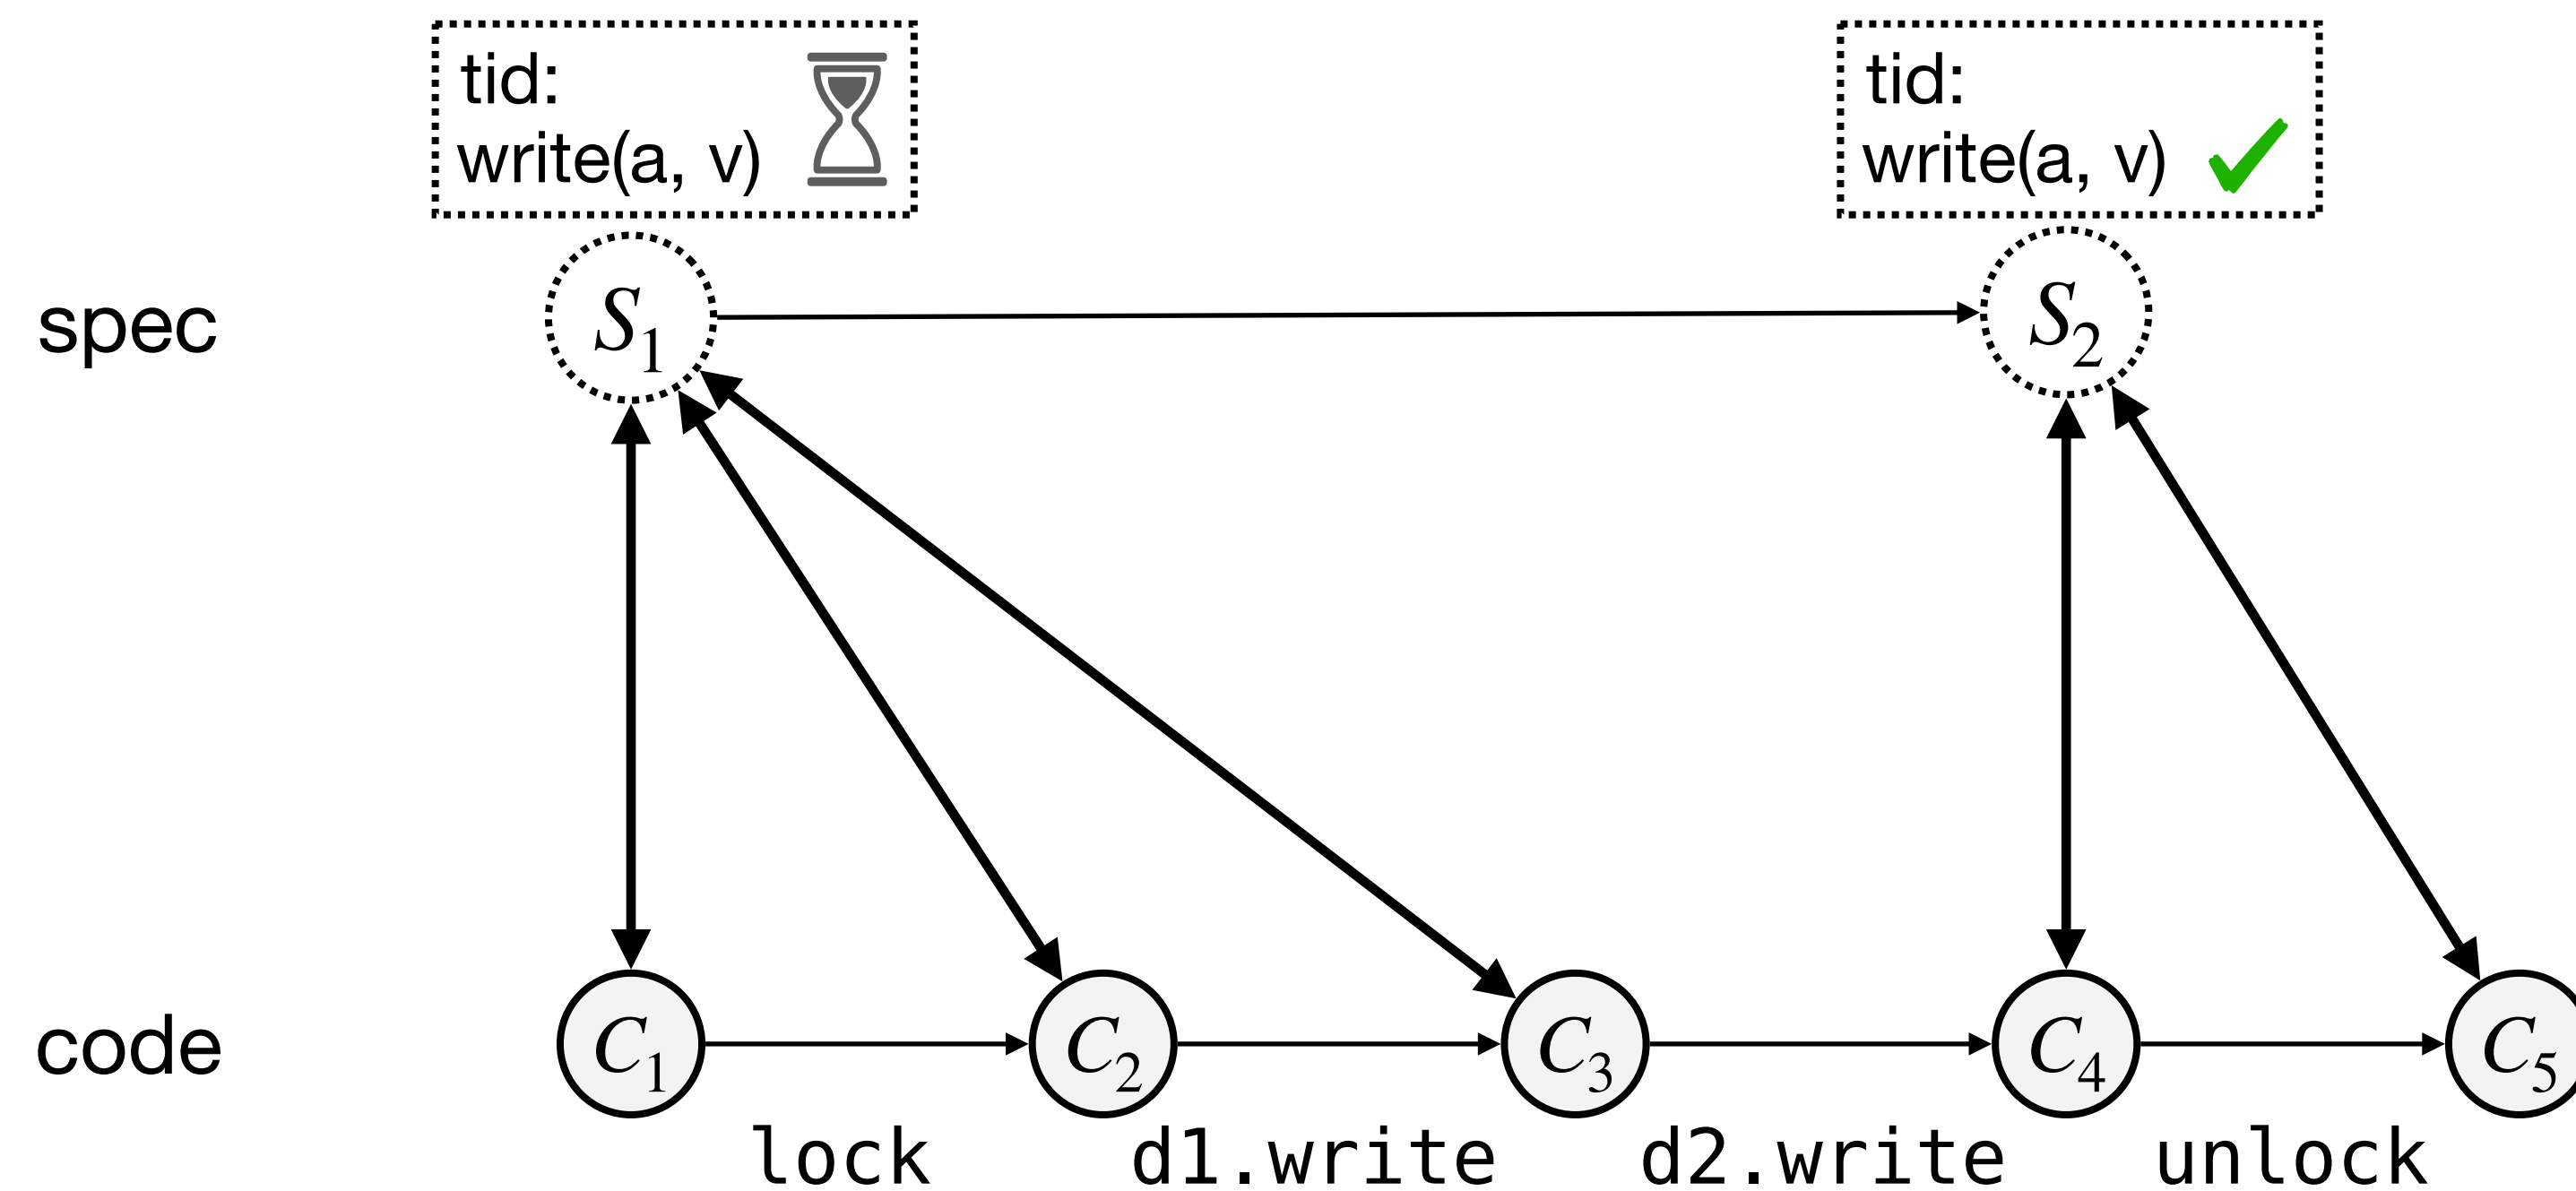 tid:
write(a, v)
tid:
write(a, v)
spec
S1
S2
code
C1
C2
C3
C4
C5
lock
d1.write
d2.write
unlock